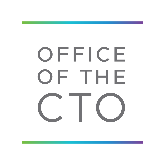 OFFICE
OF THE
CTO